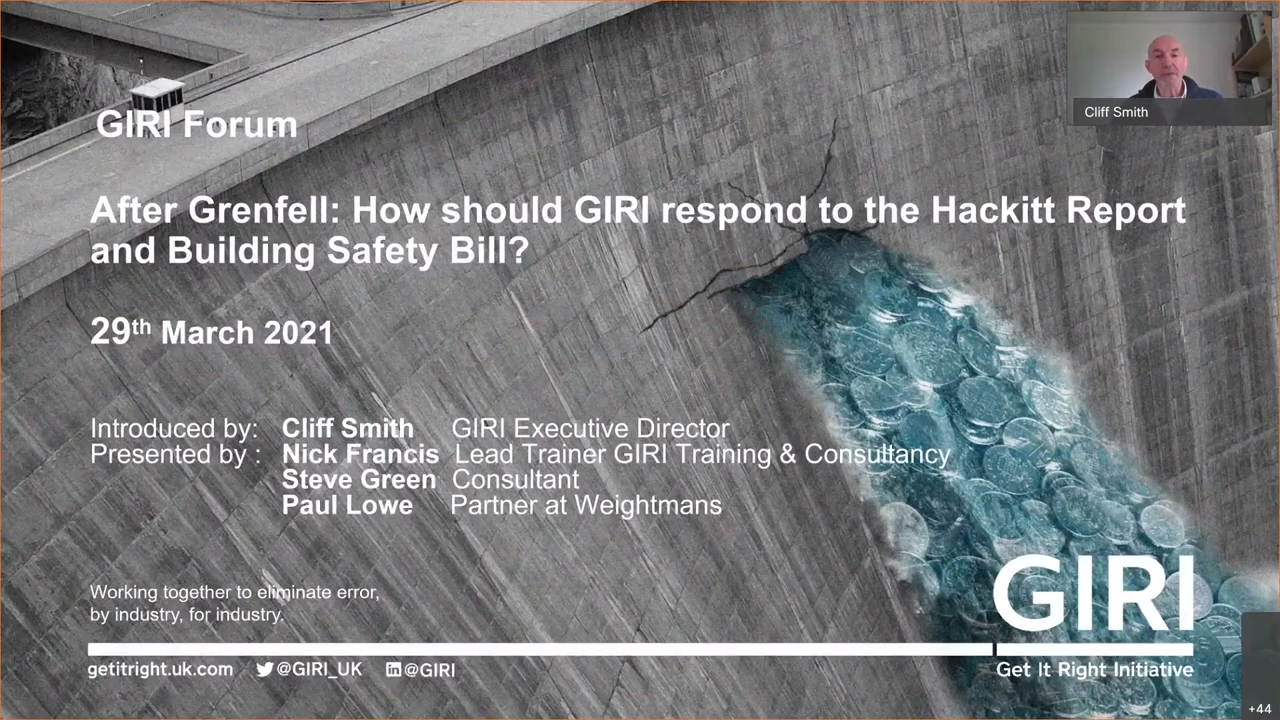 Cliff Smith
GIRI Forum
After Grenfell: How should GIRI respond to the Hackitt Report
and Building Safety Bill?
29th March 2021
Introduced by: Cliff Smith GIRI Executive Director
Presented by : Nick Francis Lead Trainer GIRI Training & Consultancy
Steve Green Consultant
Paul Lowe Partner at Weightmans
Working together to eliminate error,
by industry, for industry.
GIRI
getitright.uk.com @GIRI_UK in @GIRI
Get It Right Initiative
+44